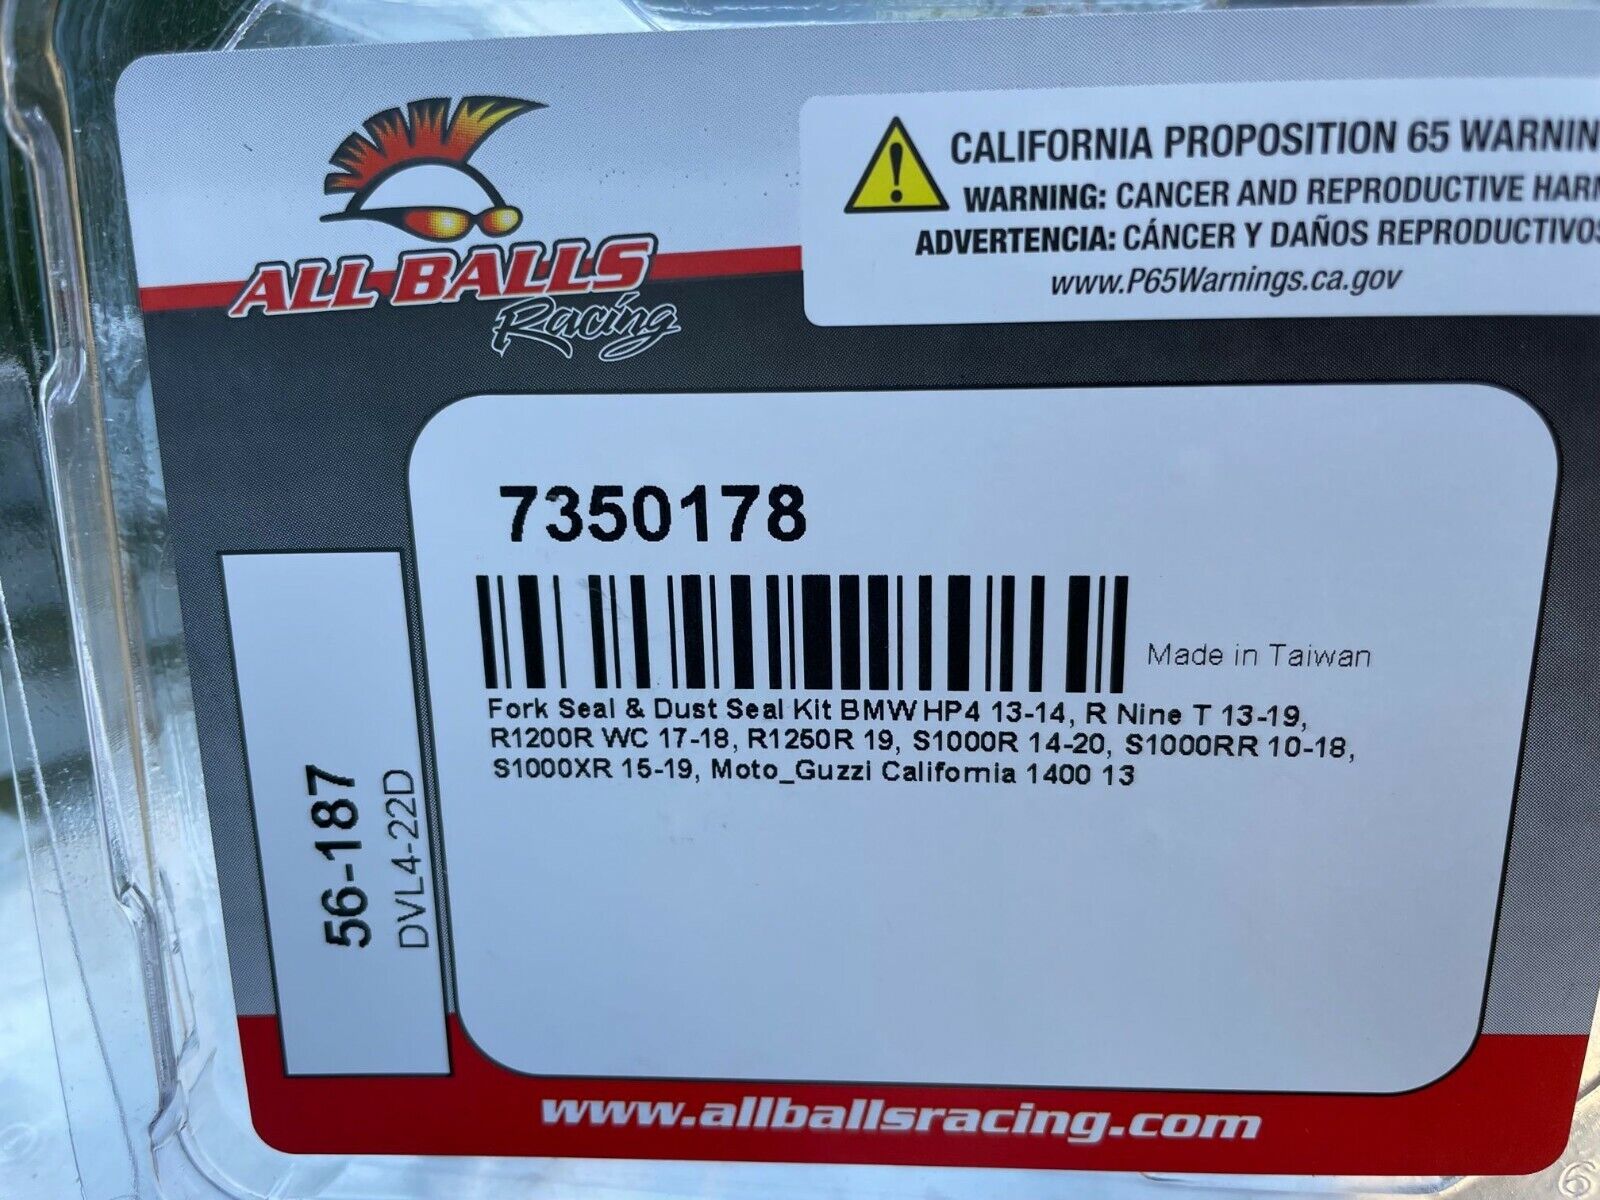 ALL BALLS
Racing
CALIFORNIA PROPOSITION 65 WARNIN
WARNING: CANCER AND REPRODUCTIVE HAR
ADVERTENCIA: CÁNCER Y DAÑOS REPRODUCTIVOS
www.P65Warnings.ca.gov
7350178
Made in Taiwan
Fork Seal & Dust Seal Kit BMW HP4 13-14, R Nine T 13-19,
R1200R WC 17-18, R1250R 19, S1000R 14-20, S1000RR 10-18,
S1000XR 15-19, Moto_Guzzi California 1400 13
56-187
DVL4-22D
www.allballsracing.com